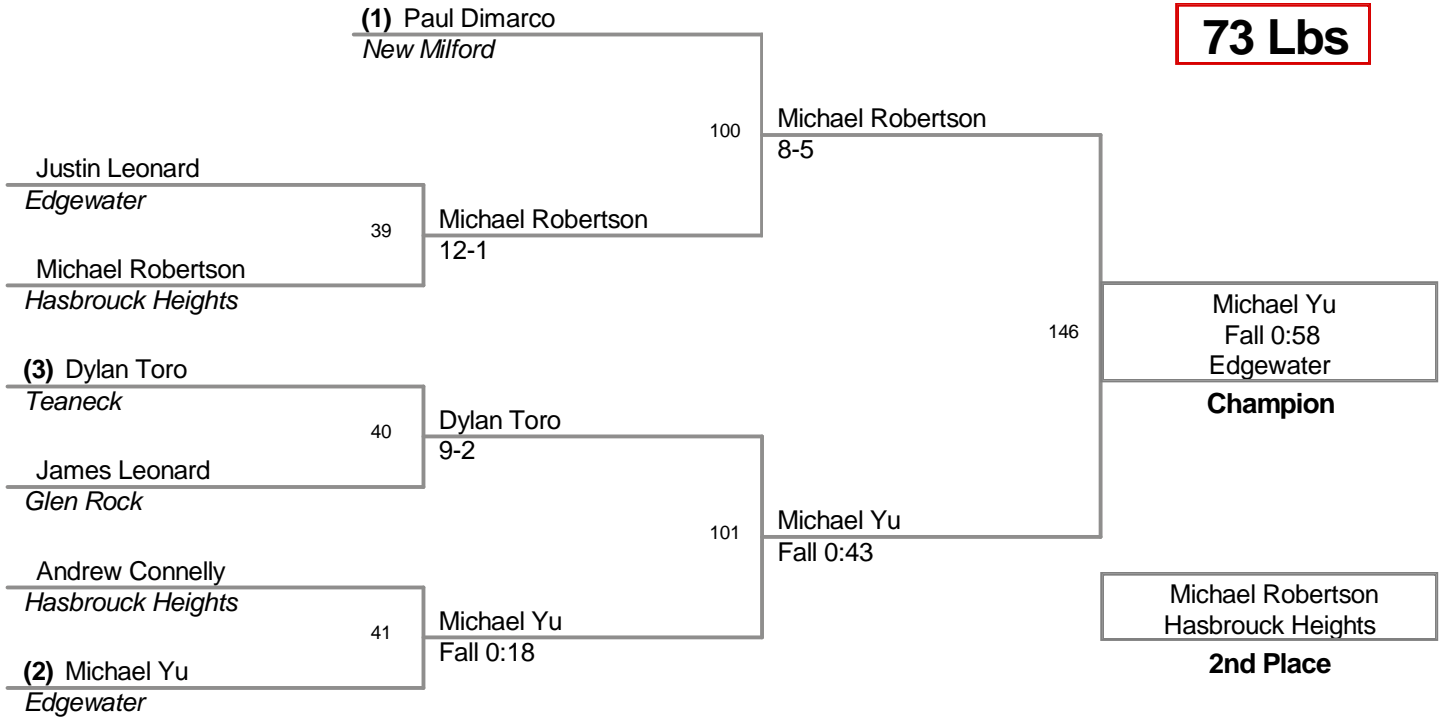 (1) Paul Dimarco
New Milford
73 Lbs
100
Michael Robertson
8-5
Justin Leonard
Edgewater
39
Michael Robertson
12-1
Michael Robertson
Hasbrouck Heights
146
Michael Yu
Fall 0:58
Edgewater
Champion
(3) Dylan Toro
Teaneck
40
Dylan Toro
9-2
James Leonard
Glen Rock
101
Michael Yu
Fall 0:43
Andrew Connelly
Hasbrouck Heights
41
Michael Yu
Fall 0:18
(2) Michael Yu
Edgewater
Michael Robertson
Hasbrouck Heights
2nd Place